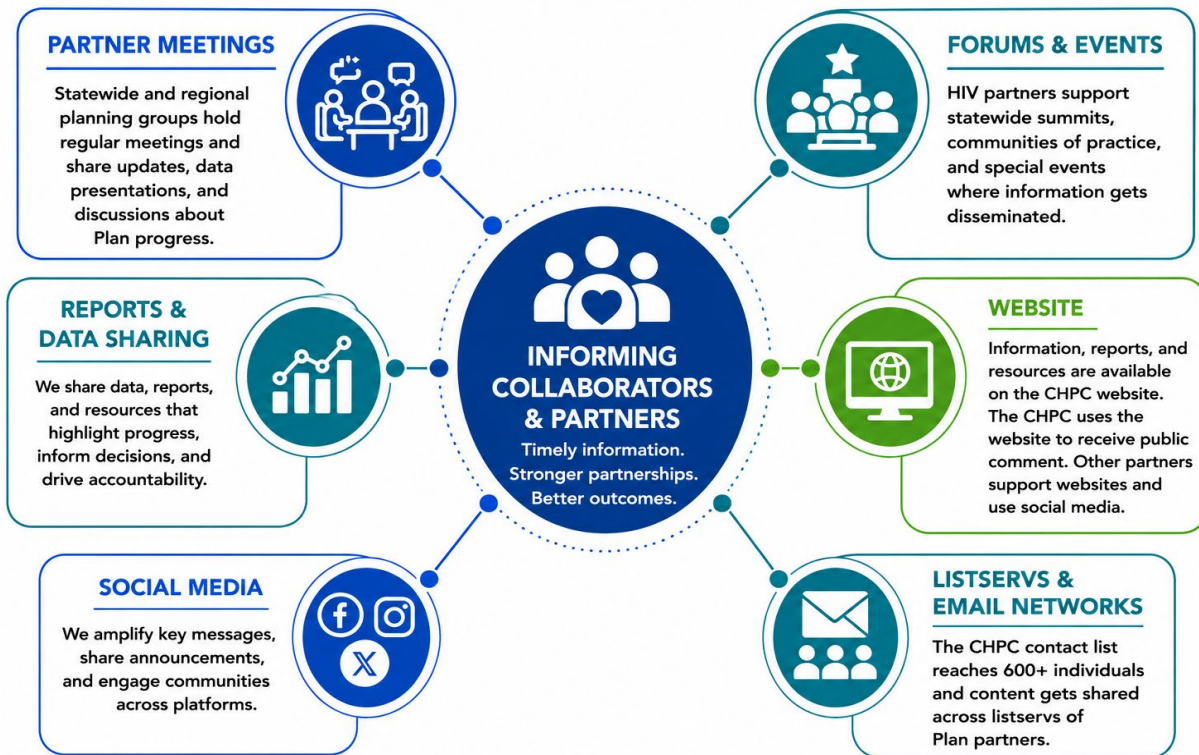 PARTNER MEETINGS
Statewide and regional
planning groups hold
regular meetings and
share updates, data
presentations, and
discussions about
Plan progress.
FORUMS & EVENTS
HIV partners support
statewide summits,
communities of practice,
and special events
where information gets
disseminated.
REPORTS &
DATA SHARING
We share data, reports,
and resources that
highlight progress,
inform decisions, and
drive accountability.
INFORMING
COLLABORATORS
& PARTNERS
Timely information.
Stronger partnerships.
Better outcomes.
WEBSITE
Information, reports, and
resources are available
on the CHPC website.
The CHPC uses the
website to receive public
comment. Other partners
support websites and
use social media.
SOCIAL MEDIA
We amplify key messages,
share announcements,
and engage communities
across platforms.
LISTSERVS &
EMAIL NETWORKS
The CHPC contact list
reaches 600+ individuals
and content gets shared
across listservs of
Plan partners.